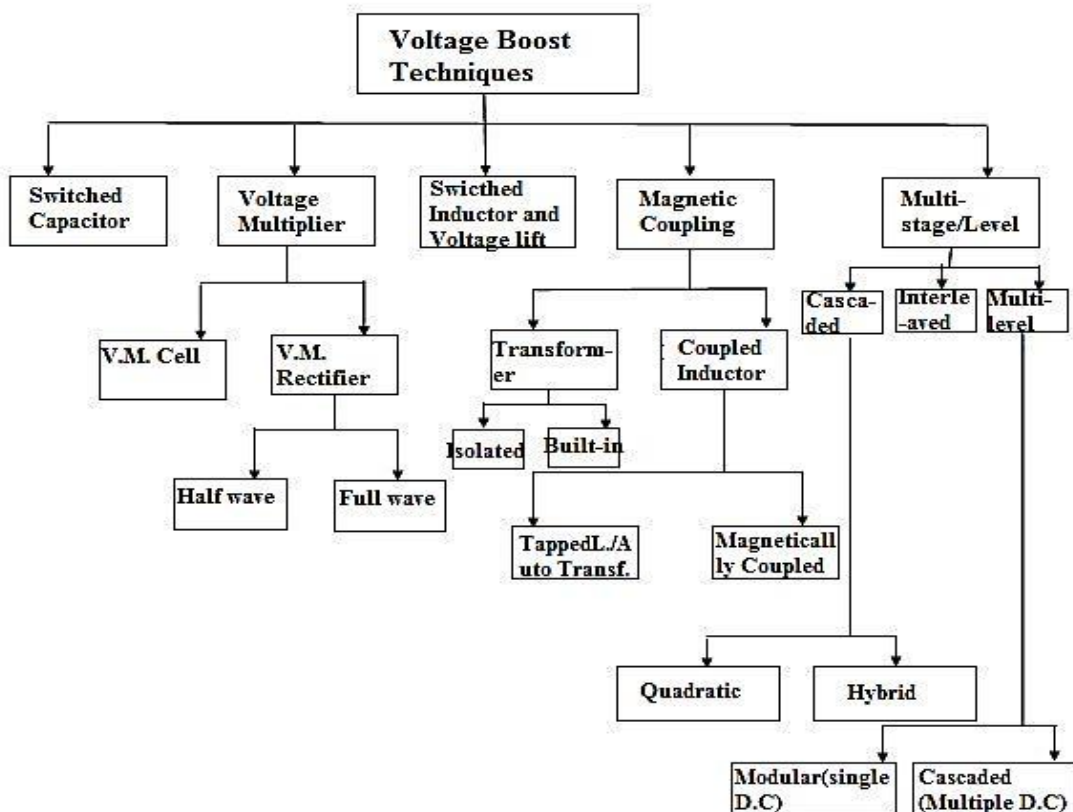 Voltage Boost
Techniques
Switched
Capacitor
Voltage
Multiplier
Swicthed
Inductor and
Voltage lift
Magnetic
Coupling
Multi-
stage/Level
Casca-
ded
Interle
-aved
Multi-
level
V.M. Cell
V.M.
Rectifier
Transform-
er
Coupled
Inductor
Isolated
Built-in
Half wave
Full wave
TappedL./A
uto Transf.
Magneticall
ly Coupled
Quadratic
Hybrid
Modular(single
D.C)
Cascaded
(Multiple D.C)